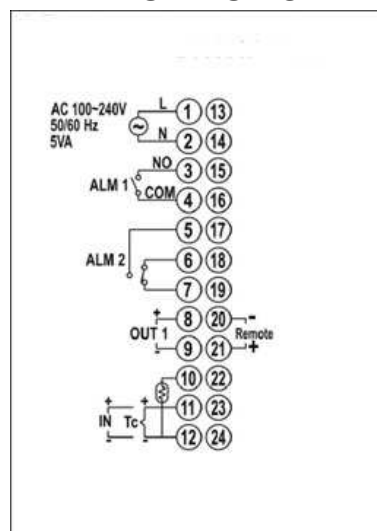 L
AC 100~240V
50/60 Hz
5VA
~
N
1 13
2 14
NO
3 15
ALM 1
COM
4 16
5 17
ALM 2
6 18
7 19
+ 8 20 -
OUT 1
Remote
- 9 21 +
10 22
+ + 11 23
IN Tc
- - 12 24